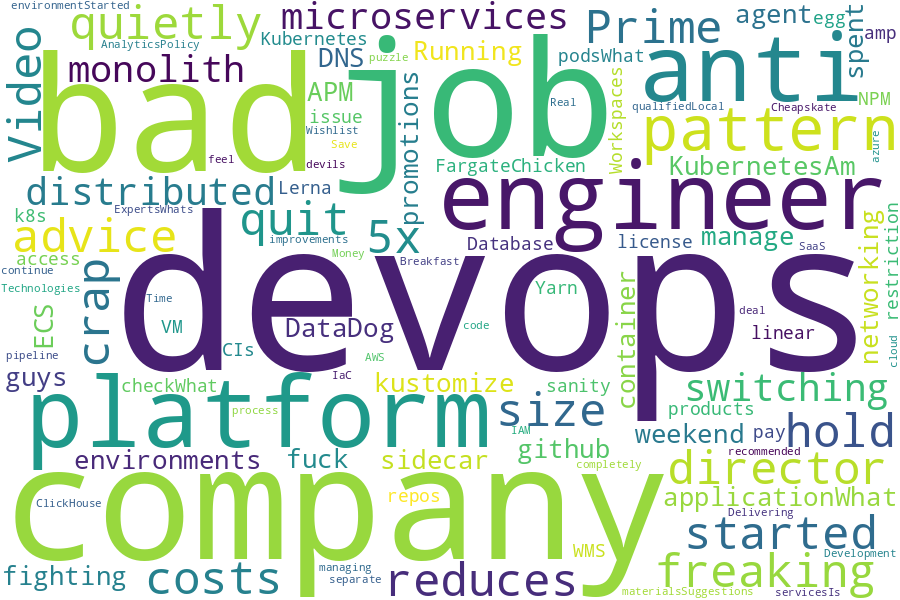 environmentStarted
quietly
microservices
Prime
agent
egg
spent
amp
AnalyticsPolicy
Kubernetes
Video
monolith
DNS
Running
puzzle
podsWhat
anti
bad
job
APM
promotions
Real
Workspaces
qualifiedLocal
Cheapskate
NPM
issue
Wishlist
Save
pattern
azure
feel
devils
FargateChicken
KubernetesAm
distributed
Lerna
engineer
k8s
ExpertsWhats
quit
5x
advice
improvements
Database
license
manage
SaaS
networking
restriction
access
Money
Breakfast
continue
crap
devops
Technologies
Time
Yarn
container
deal
cloud
ECS
VM
DataDog
code
linear
pipeline
CIs
AWS
guys
checkWhat
IaC
kustomize
sanity
switching
platform
process
size
products
IAM
weekend
pay
hold
environments
fuck
sidecar
github
recommended
completely
director
company
ClickHouse
repos
applicationWhat
Delivering
started
WMS
Development
fighting
costs
managing
separate
reduces
freaking
materialsSuggestions
servicesIs